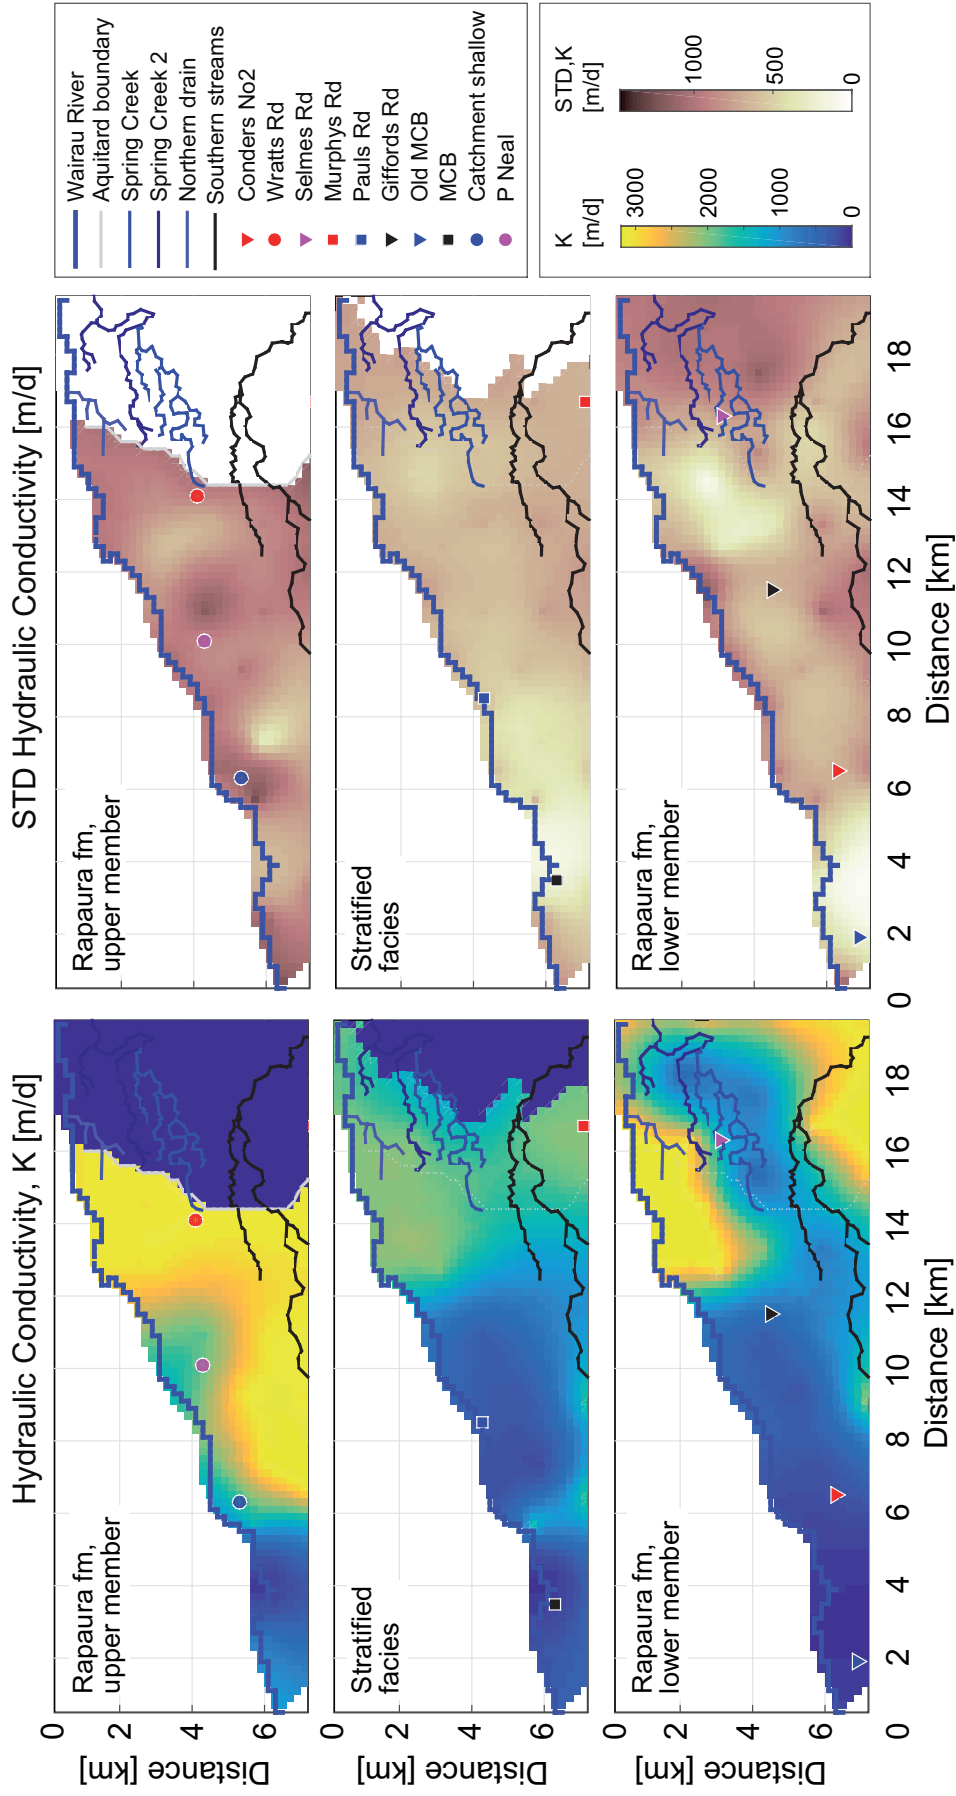 Hydraulic Conductivity, K [m/d]
STD Hydraulic Conductivity [m/d]
Rapaura fm,
upper member
0
2
4
6
Distance [km]
Rapaura fm,
upper member
Stratified
facies
0
2
4
6
Distance [km]
Stratified
facies
Rapaura fm,
lower member
0
2
4
6
Distance [km]
0
2
4
6
8
10
12
14
16
18
Distance [km]
Rapaura fm,
lower member
0
2
4
6
8
10
12
14
16
18
Distance [km]
Wairau River
Aquitard boundary
Spring Creek
Spring Creek 2
Northern drain
Southern streams
Conders No2
Wratts Rd
Selmes Rd
Murphys Rd
Pauls Rd
Giffords Rd
Old MCB
MCB
Catchment shallow
P Neal
K
[m/d]
3000
2000
1000
0
STD,K
[m/d]
1000
500
0